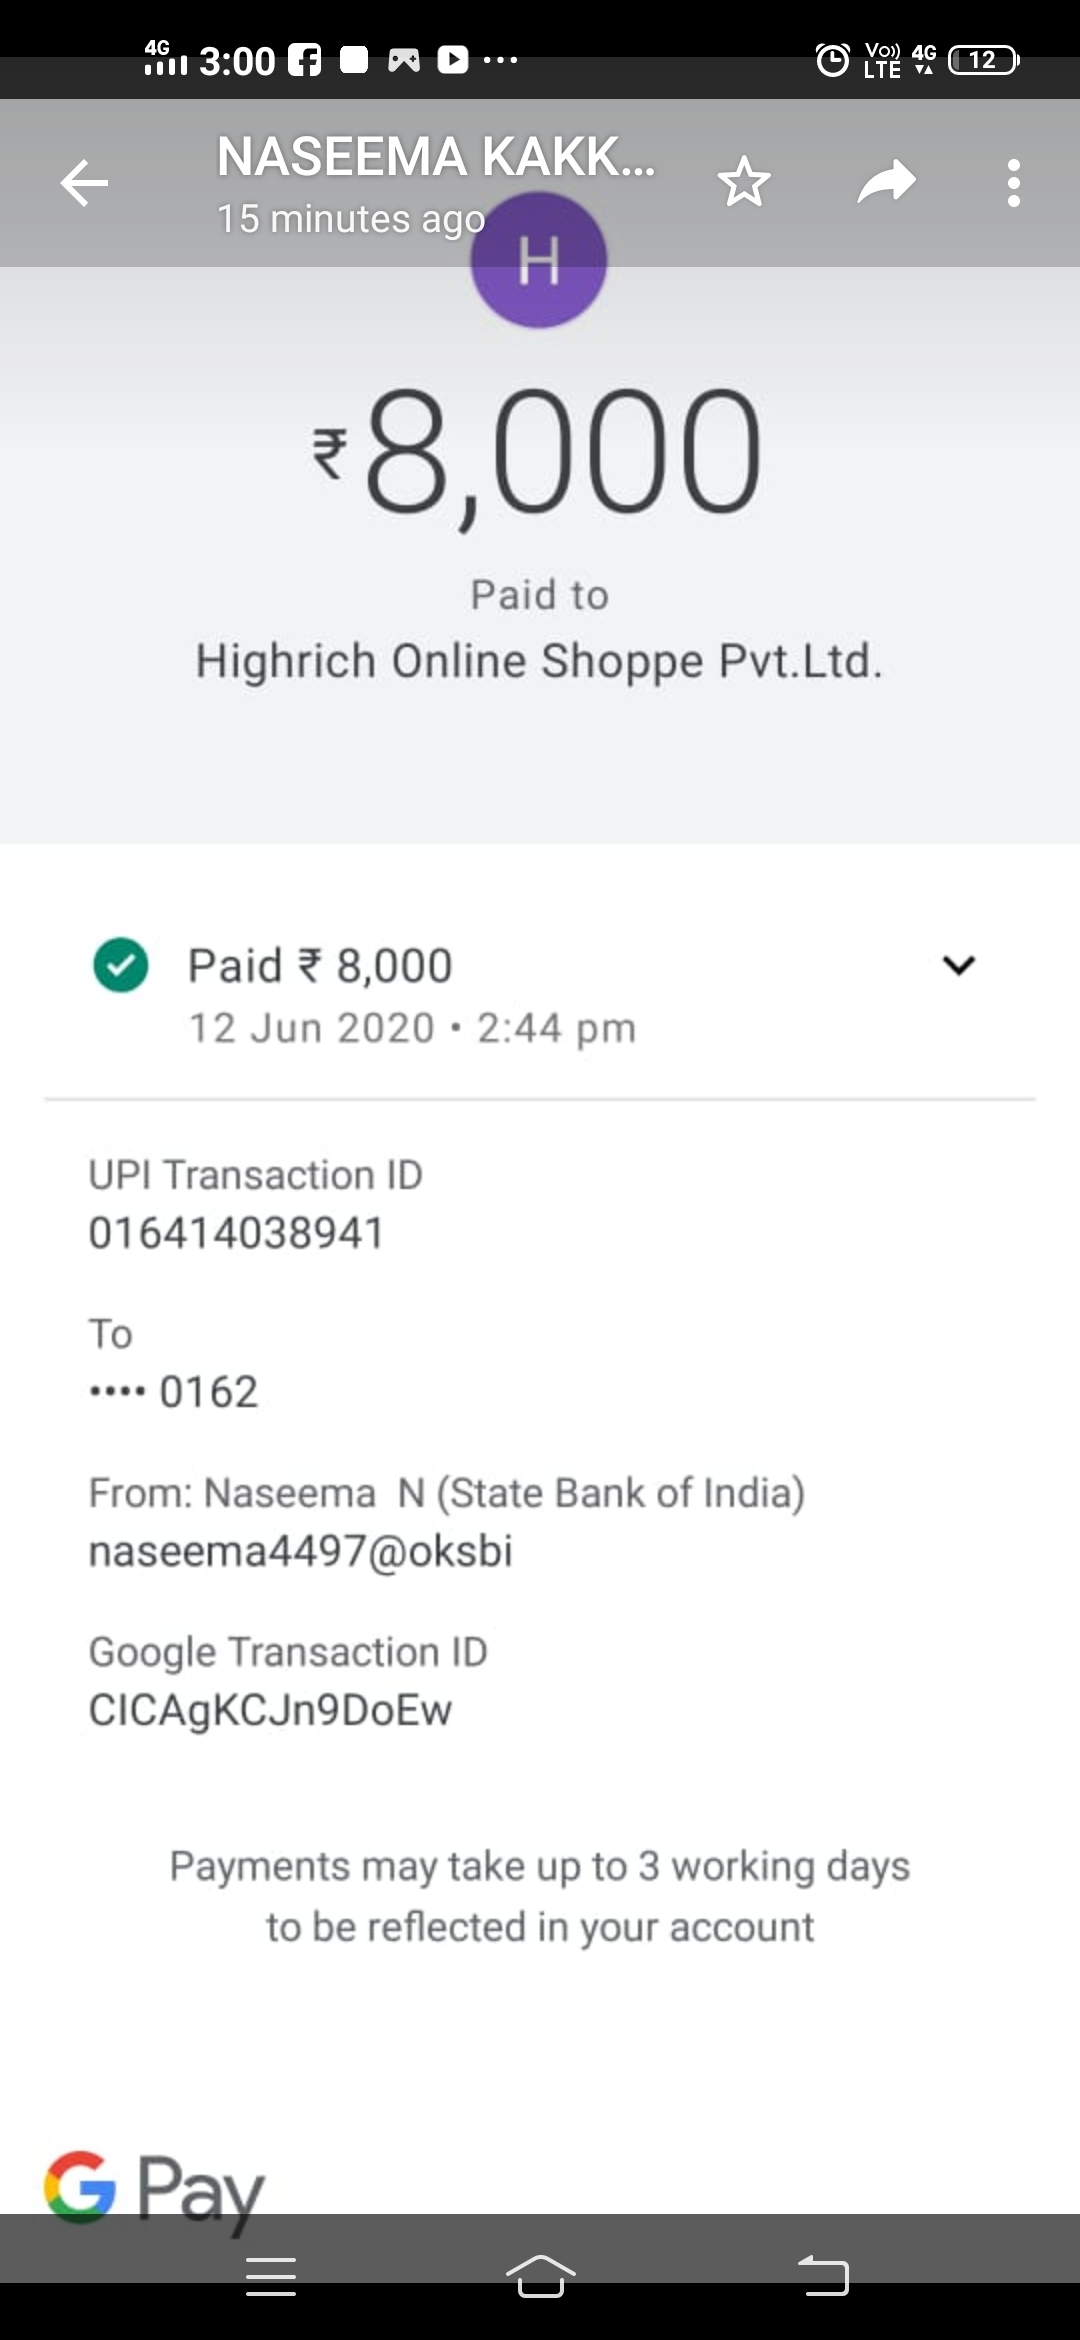 4G 3:00 Vo)) LTE 4G 12
NASEEMA KAKK...
15 minutes ago
H
₹8,000
Paid to
Highrich Online Shoppe Pvt.Ltd.
Paid ₹ 8,000
12 Jun 2020 • 2:44 pm
UPI Transaction ID
016414038941
To
•••• 0162
From: Naseema  N (State Bank of India)
naseema4497@oksbi
Google Transaction ID
CICAgKCJn9DoEw
Payments may take up to 3 working days
to be reflected in your account
G Pay